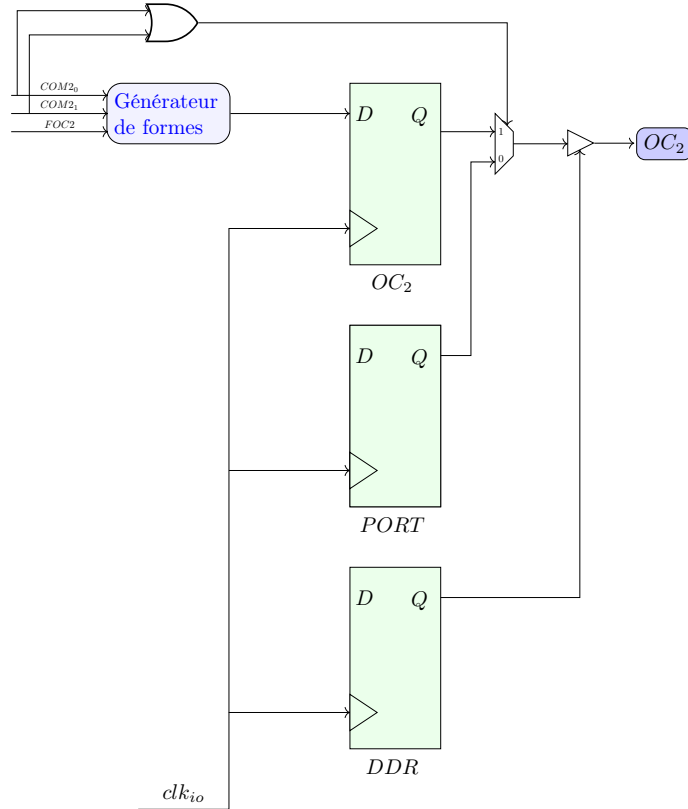 COM2₀
COM2₁
FOC2
Générateur
de formes
D Q
1
0
OC₂
OC₂
D Q
PORT
D Q
DDR
clk_io